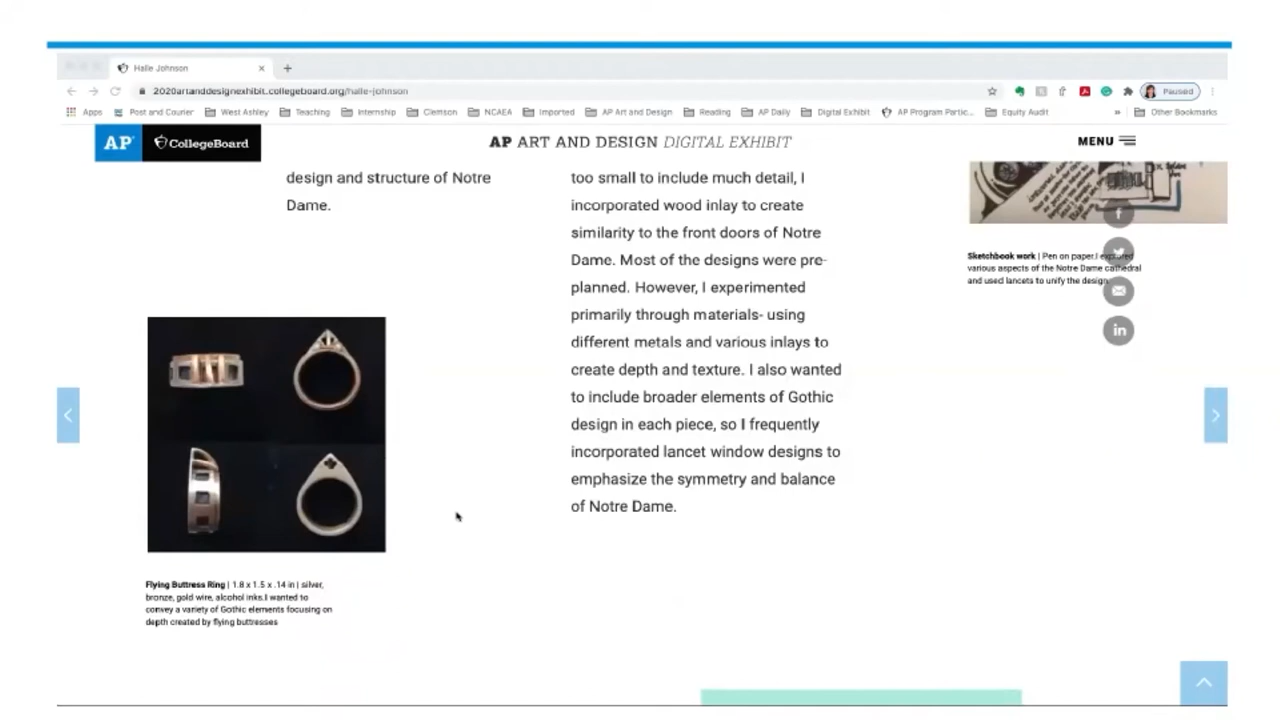 Halle Johnson
2020artanddesignexhibit.collegeboard.org/halle-johnson
Paused
Apps Post and Courier West Ashley Teaching Internship Clemson NCAEA Imported AP Art and Design Reading AP Daily Digital Exhibit AP Program Partic... Equity Audit » Other Bookmarks
AP CollegeBoard
AP ART AND DESIGN DIGITAL EXHIBIT
MENU
design and structure of Notre
Dame.
too small to include much detail, I
incorporated wood inlay to create
similarity to the front doors of Notre
Dame. Most of the designs were pre-
planned. However, I experimented
primarily through materials- using
different metals and various inlays to
create depth and texture. I also wanted
to include broader elements of Gothic
design in each piece, so I frequently
incorporated lancet window designs to
emphasize the symmetry and balance
of Notre Dame.
Sketchbook work | Pen on paper.I explored
various aspects of the Notre Dame cathedral
and used lancets to unify the design.
f
in
Flying Buttress Ring | 1.8 x 1.5 x .14 in | silver,
bronze, gold wire, alcohol inks.I wanted to
convey a variety of Gothic elements focusing on
depth created by flying buttresses